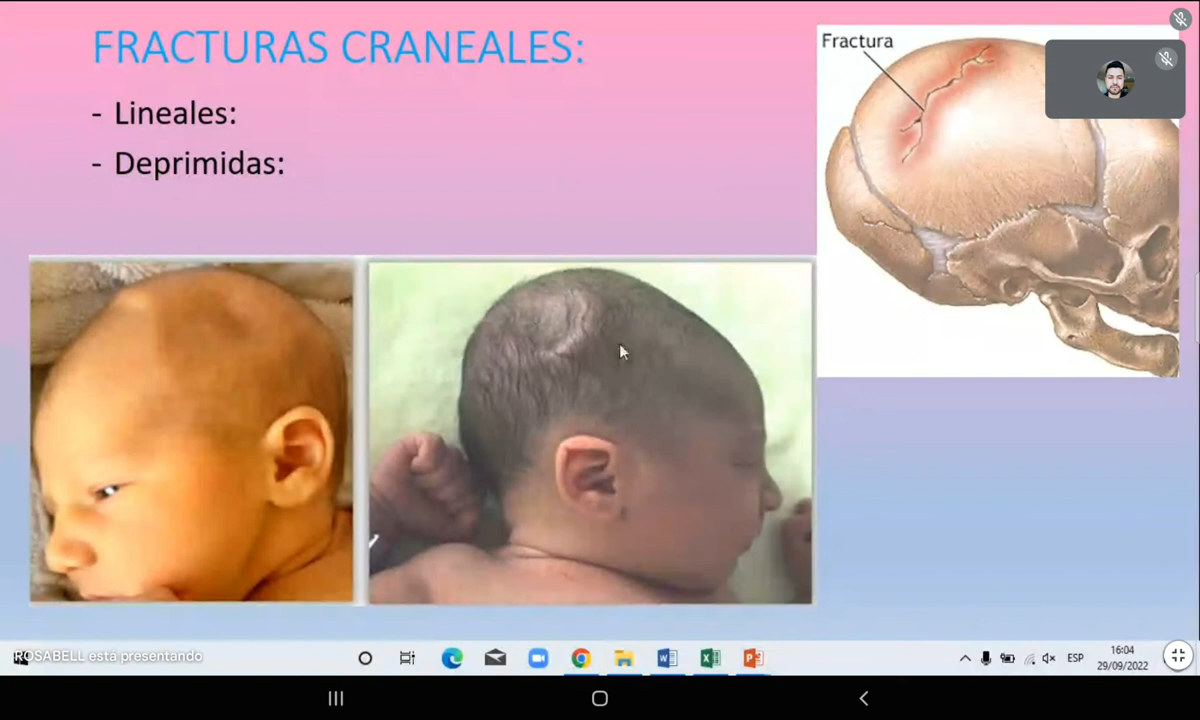 FRACTURAS CRANEALES:
- Lineales:
- Deprimidas:
Fractura
ROSABELL está presentando
ESP
16:04
29/09/2022